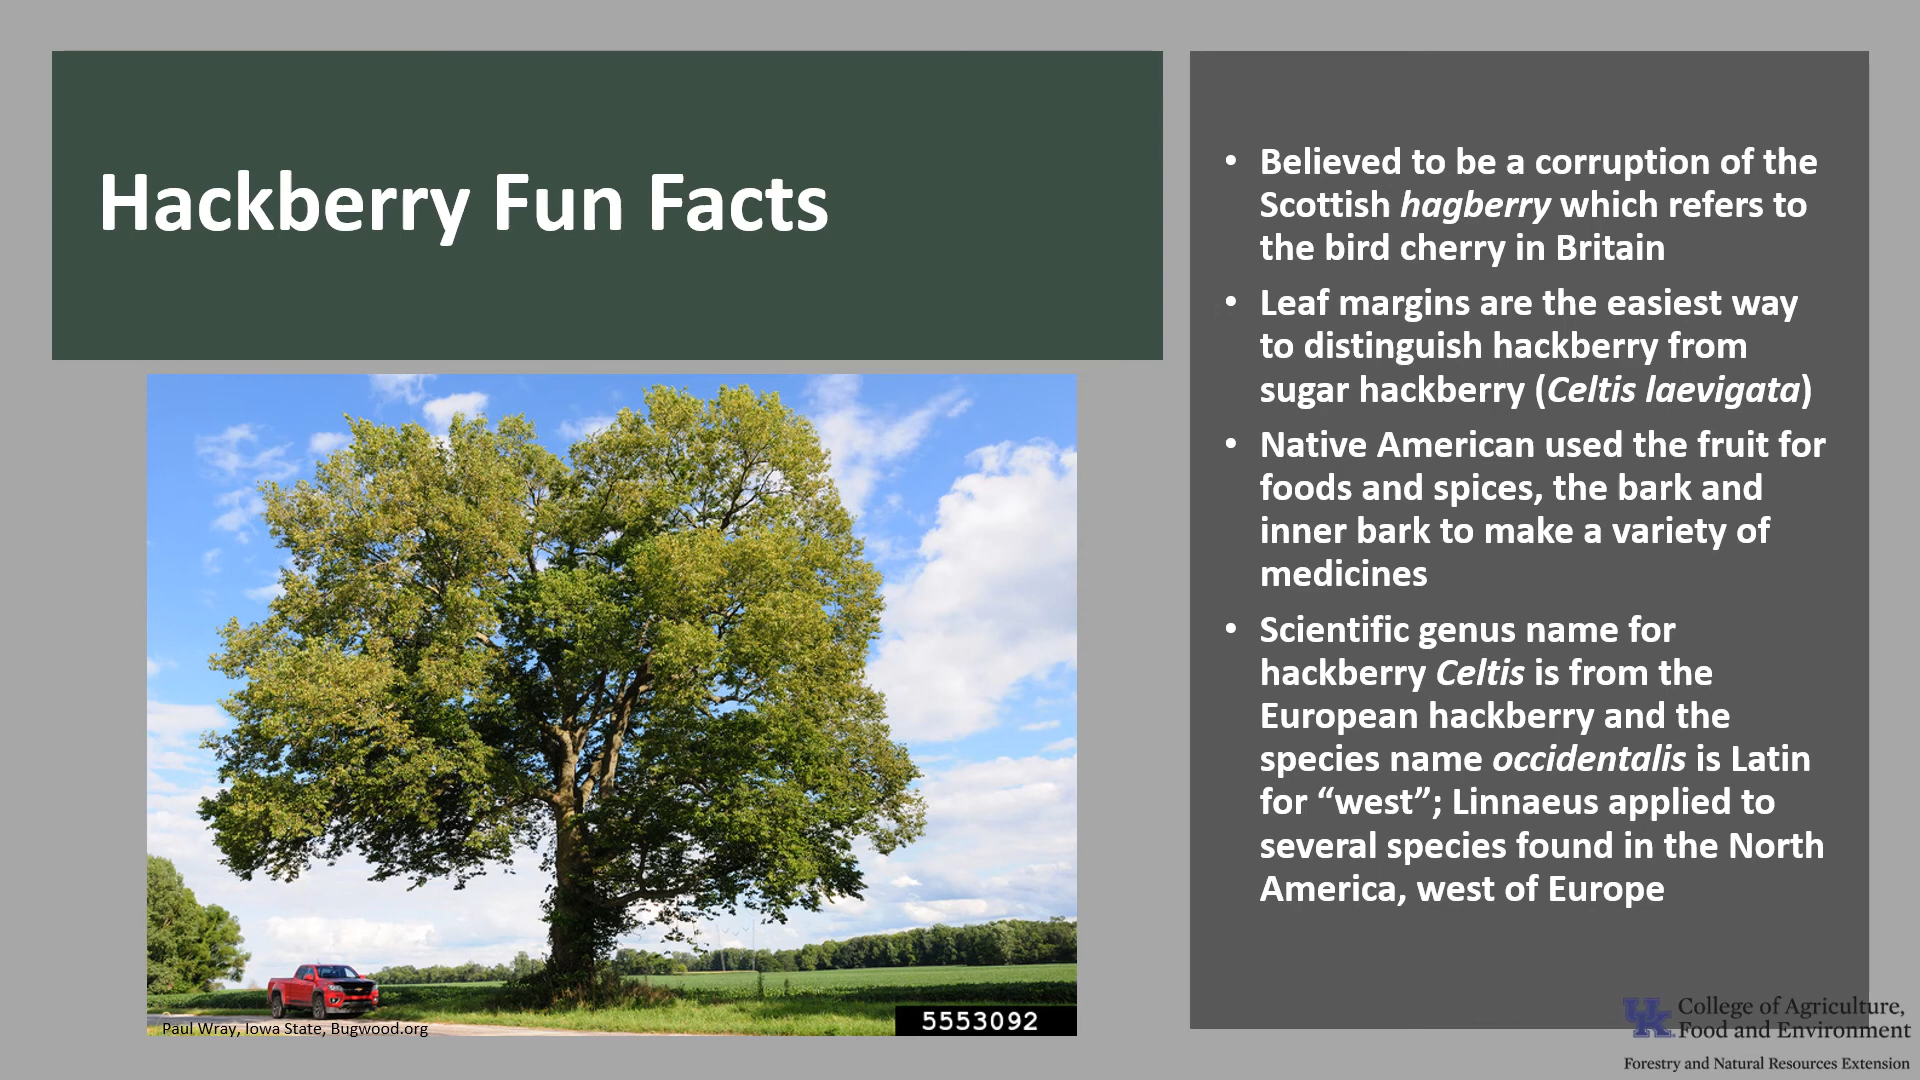 Hackberry Fun Facts
• Believed to be a corruption of the
Scottish hagberry which refers to
the bird cherry in Britain
• Leaf margins are the easiest way
to distinguish hackberry from
sugar hackberry (Celtis laevigata)
• Native American used the fruit for
foods and spices, the bark and
inner bark to make a variety of
medicines
• Scientific genus name for
hackberry Celtis is from the
European hackberry and the
species name occidentalis is Latin
for “west”; Linnaeus applied to
several species found in the North
America, west of Europe
Paul Wray, Iowa State, Bugwood.org
5553092
UK
College of Agriculture,
Food and Environment
Forestry and Natural Resources Extension